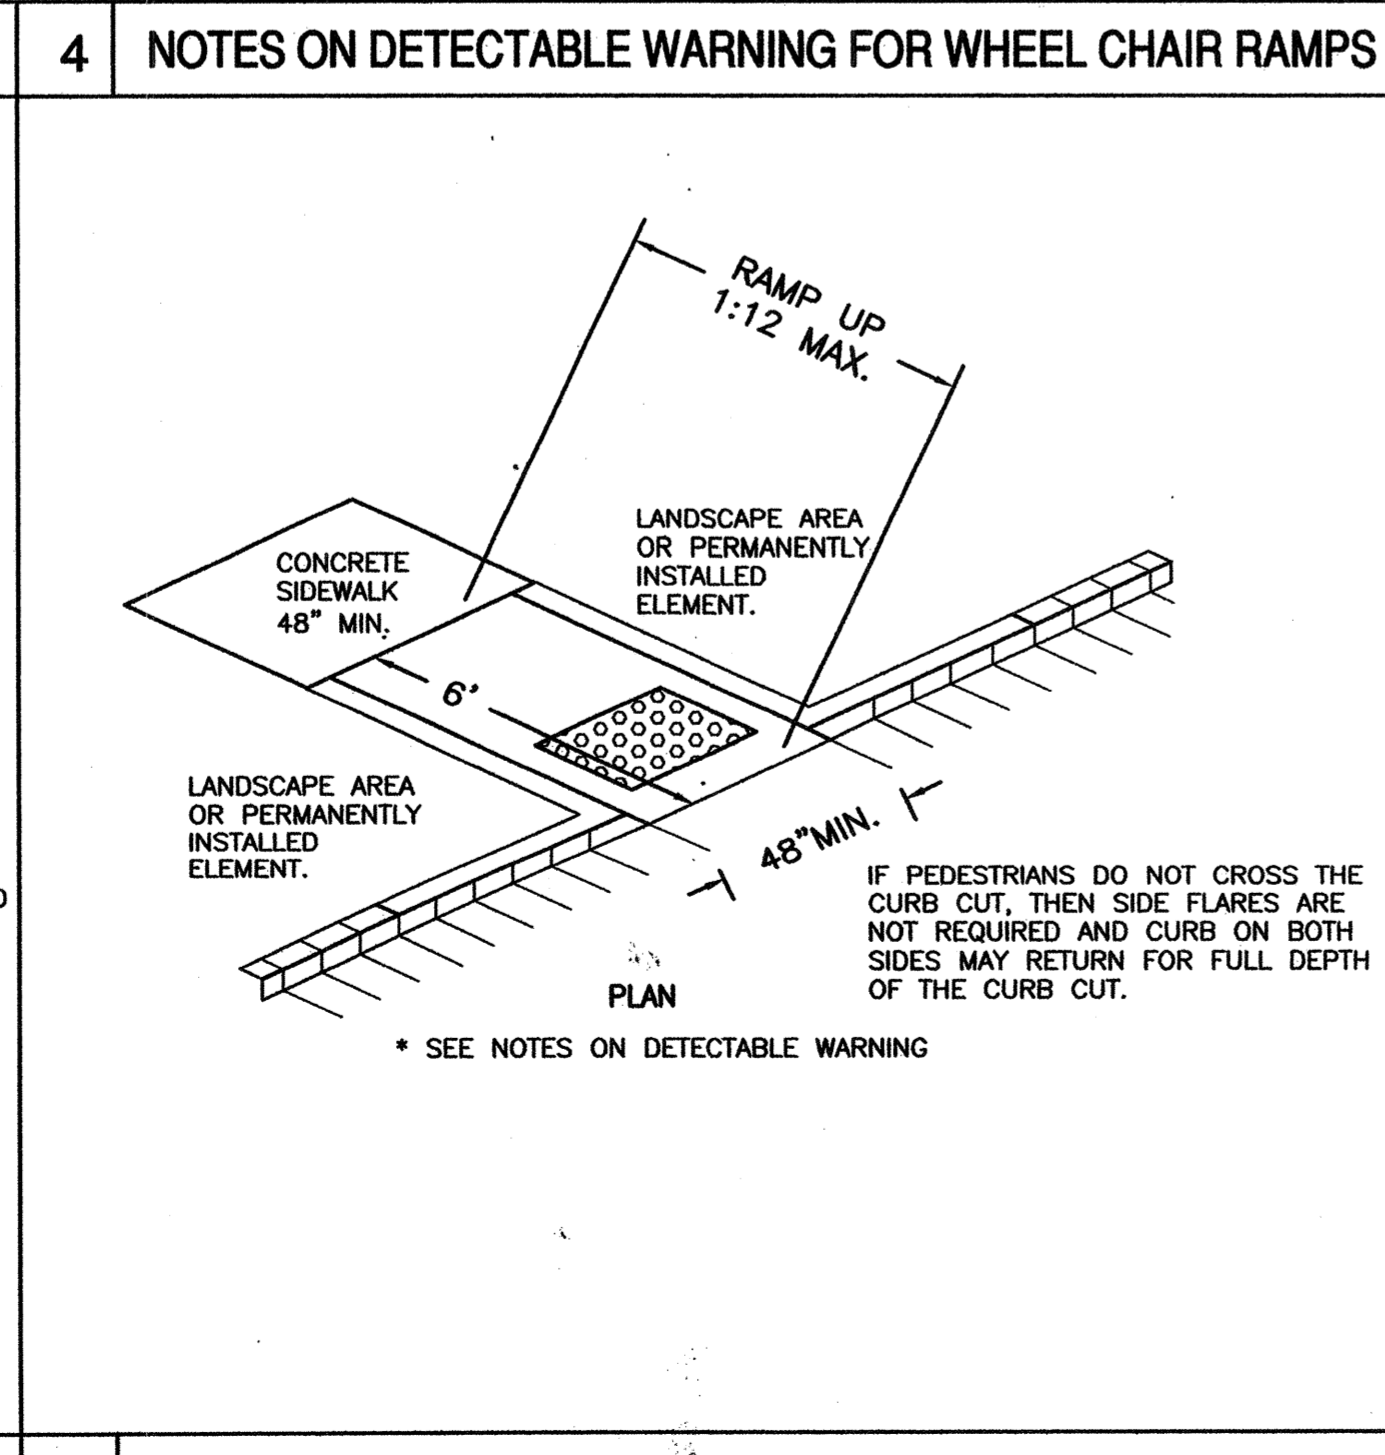 4 NOTES ON DETECTABLE WARNING FOR WHEEL CHAIR RAMPS
RAMP UP
1:12 MAX.
LANDSCAPE AREA
OR PERMANENTLY
INSTALLED
ELEMENT.
CONCRETE
SIDEWALK
48" MIN.
6'
LANDSCAPE AREA
OR PERMANENTLY
INSTALLED
ELEMENT.
48"MIN.
IF PEDESTRIANS DO NOT CROSS THE
CURB CUT, THEN SIDE FLARES ARE
NOT REQUIRED AND CURB ON BOTH
SIDES MAY RETURN FOR FULL DEPTH
OF THE CURB CUT.
PLAN
* SEE NOTES ON DETECTABLE WARNING